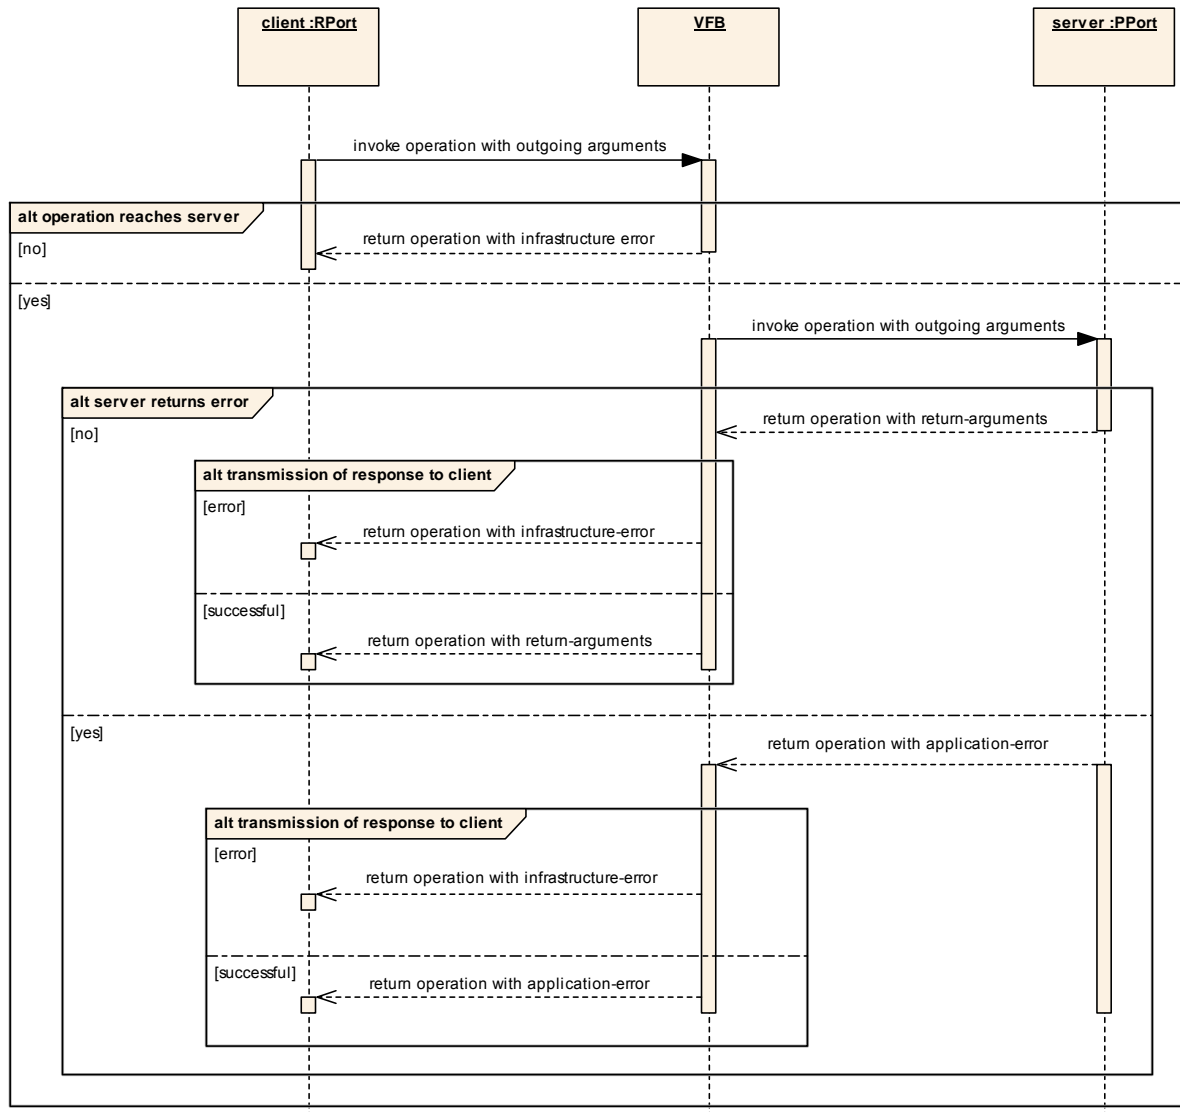 client :RPort
VFB
server :PPort
invoke operation with outgoing arguments
alt operation reaches server
return operation with infrastructure error
[no]
[yes]
invoke operation with outgoing arguments
alt server returns error
return operation with return-arguments
[no]
alt transmission of response to client
[error]
return operation with infrastructure-error
[successful]
return operation with return-arguments
[yes]
return operation with application-error
alt transmission of response to client
[error]
return operation with infrastructure-error
[successful]
return operation with application-error